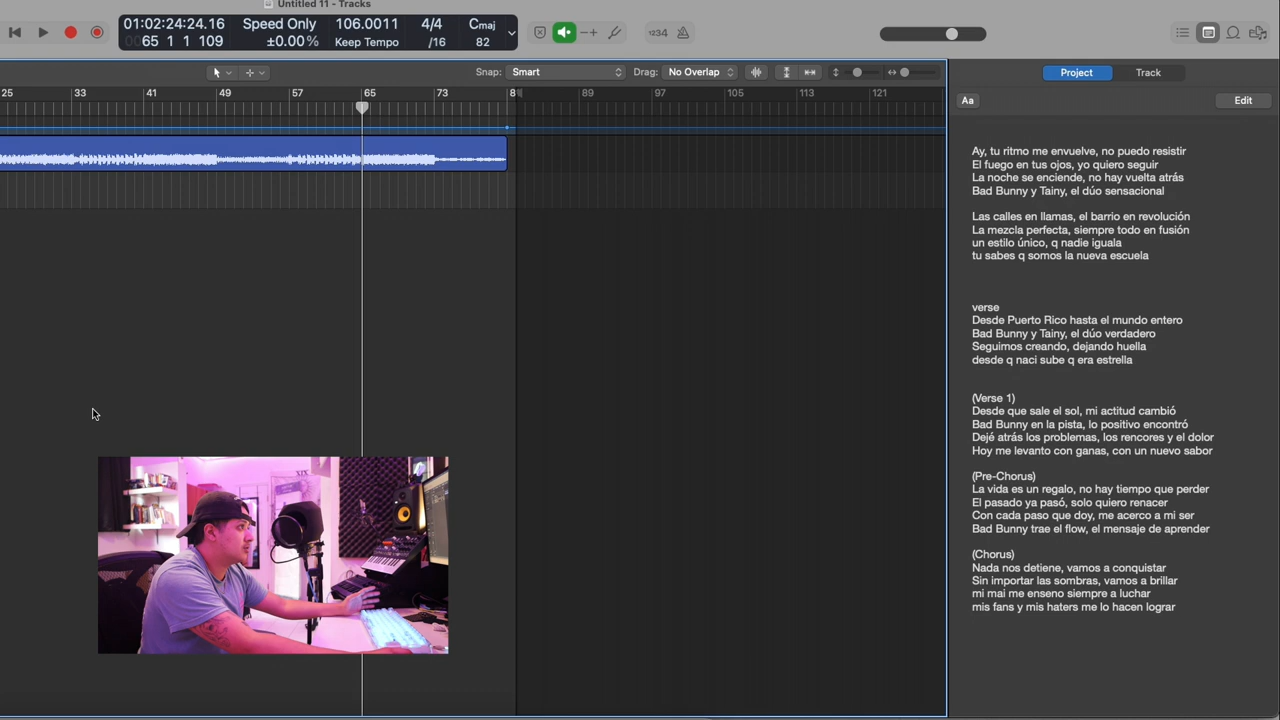 Untitled 11 - Tracks
01:02:24:24.16
0065 1 1 109
Speed Only
±0.00%
106.0011
Keep Tempo
4/4
/16
Cmaj
82
1234
Snap: Smart
Drag: No Overlap
25 33 41 49 57 65 73 89 97 105 113 121
Project
Track
Aa
Edit
Ay, tu ritmo me envuelve, no puedo resistir
El fuego en tus ojos, yo quiero seguir
La noche se enciende, no hay vuelta atrás
Bad Bunny y Tainy, el dúo sensacional
Las calles en llamas, el barrio en revolución
La mezcla perfecta, siempre todo en fusión
un estilo único, q nadie iguala
tu sabes q somos la nueva escuela
verse
Desde Puerto Rico hasta el mundo entero
Bad Bunny y Tainy, el dúo verdadero
Seguimos creando, dejando huella
desde q naci sube q era estrella
(Verse 1)
Desde que sale el sol, mi actitud cambió
Bad Bunny en la pista, lo positivo encontró
Dejé atrás los problemas, los rencores y el dolor
Hoy me levanto con ganas, con un nuevo sabor
(Pre-Chorus)
La vida es un regalo, no hay tiempo que perder
El pasado ya pasó, solo quiero renacer
Con cada paso que doy, me acerco a mi ser
Bad Bunny trae el flow, el mensaje de aprender
(Chorus)
Nada nos detiene, vamos a conquistar
Sin importar las sombras, vamos a brillar
mi mai me enseno siempre a luchar
mis fans y mis haters me lo hacen lograr